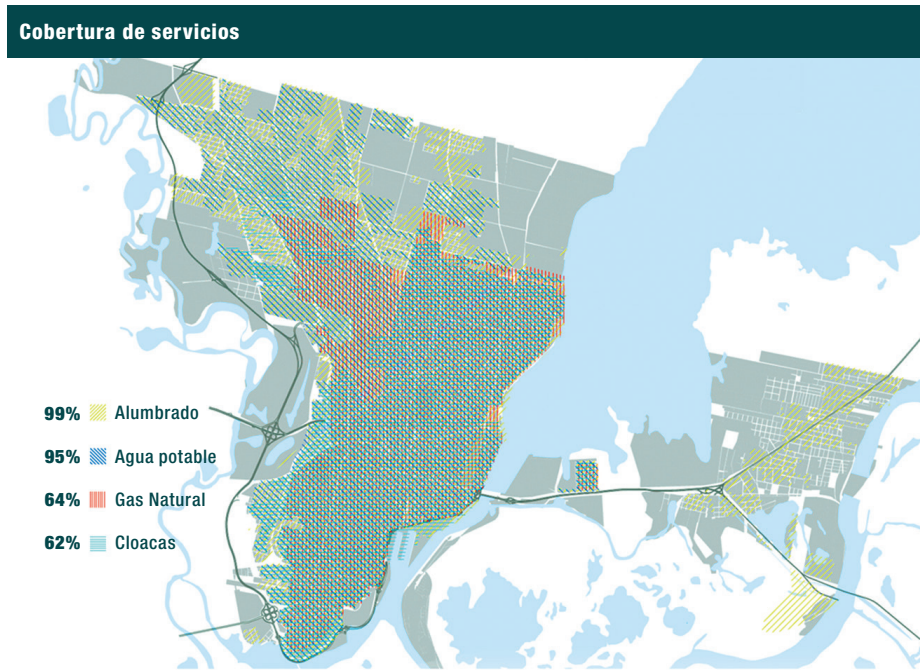 Cobertura de servicios
99% Alumbrado
95% Agua potable
64% Gas Natural
62% Cloacas